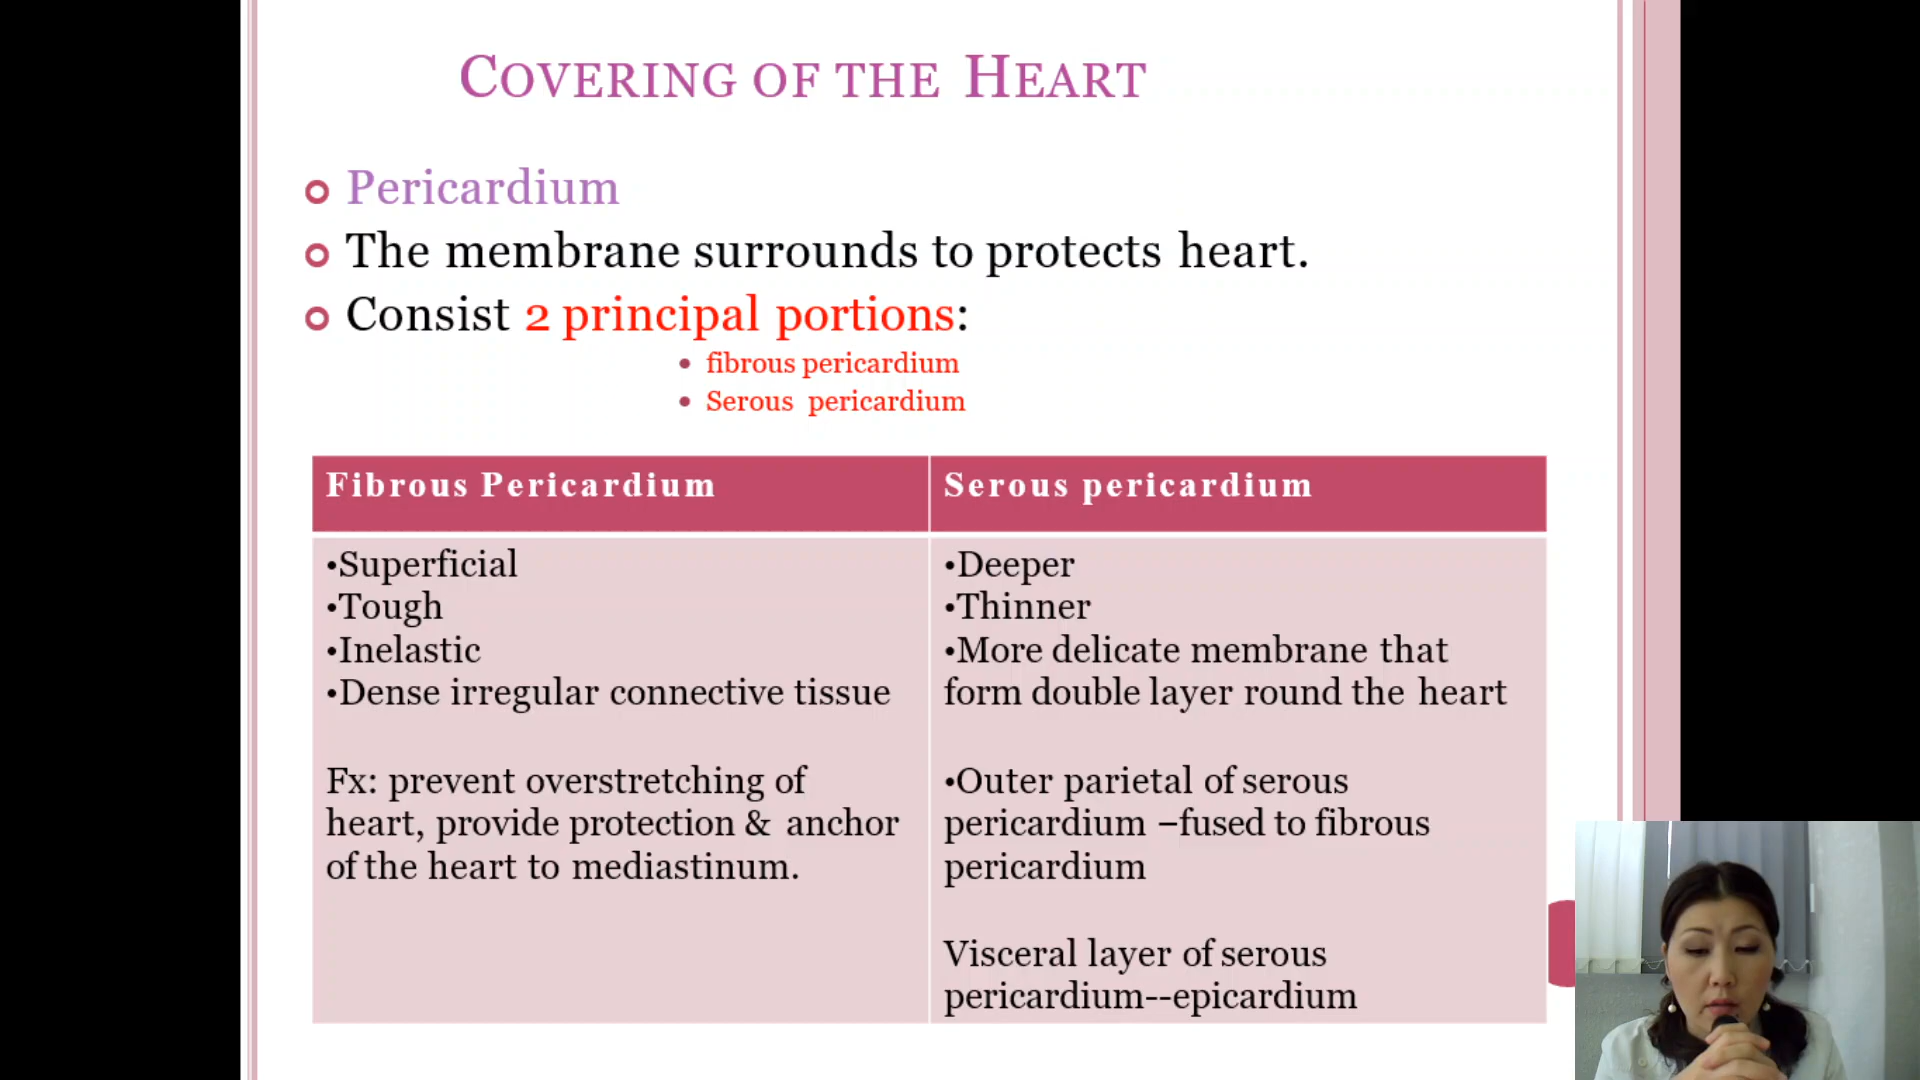 COVERING OF THE HEART
Pericardium
The membrane surrounds to protects heart.
Consist 2 principal portions:
• fibrous pericardium
• Serous pericardium
Fibrous Pericardium
•Superficial
•Tough
•Inelastic
•Dense irregular connective tissue
Fx: prevent overstretching of
heart, provide protection & anchor
of the heart to mediastinum.
Serous pericardium
•Deeper
•Thinner
•More delicate membrane that
form double layer round the heart
•Outer parietal of serous
pericardium –fused to fibrous
pericardium
Visceral layer of serous
pericardium--epicardium